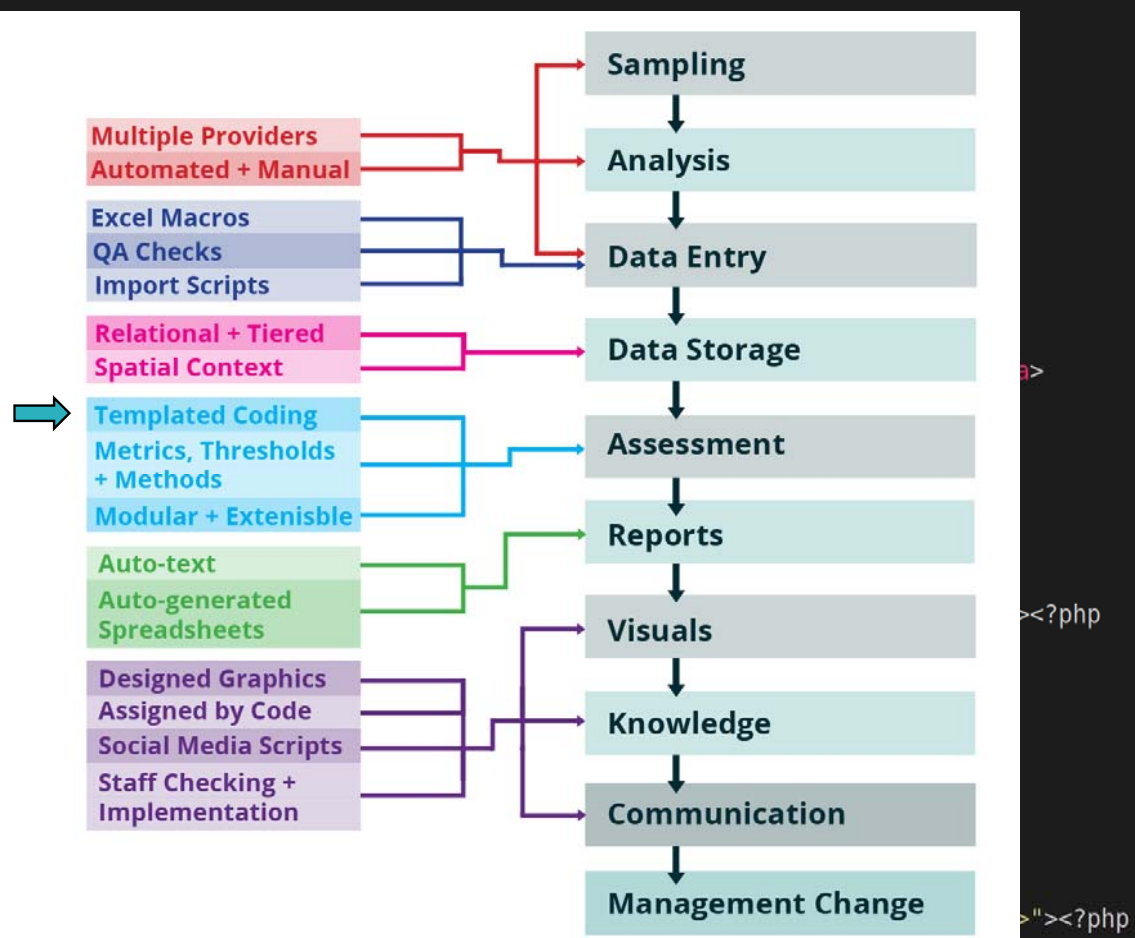 Multiple Providers
Automated + Manual
Excel Macros
QA Checks
Import Scripts
Relational + Tiered
Spatial Context
Templated Coding
Metrics, Thresholds
+ Methods
Modular + Extenisble
Auto-text
Auto-generated
Spreadsheets
Designed Graphics
Assigned by Code
Social Media Scripts
Staff Checking +
Implementation
Sampling
Analysis
Data Entry
Data Storage
Assessment
Reports
Visuals
Knowledge
Communication
Management Change
a>
><?php
>"><?php